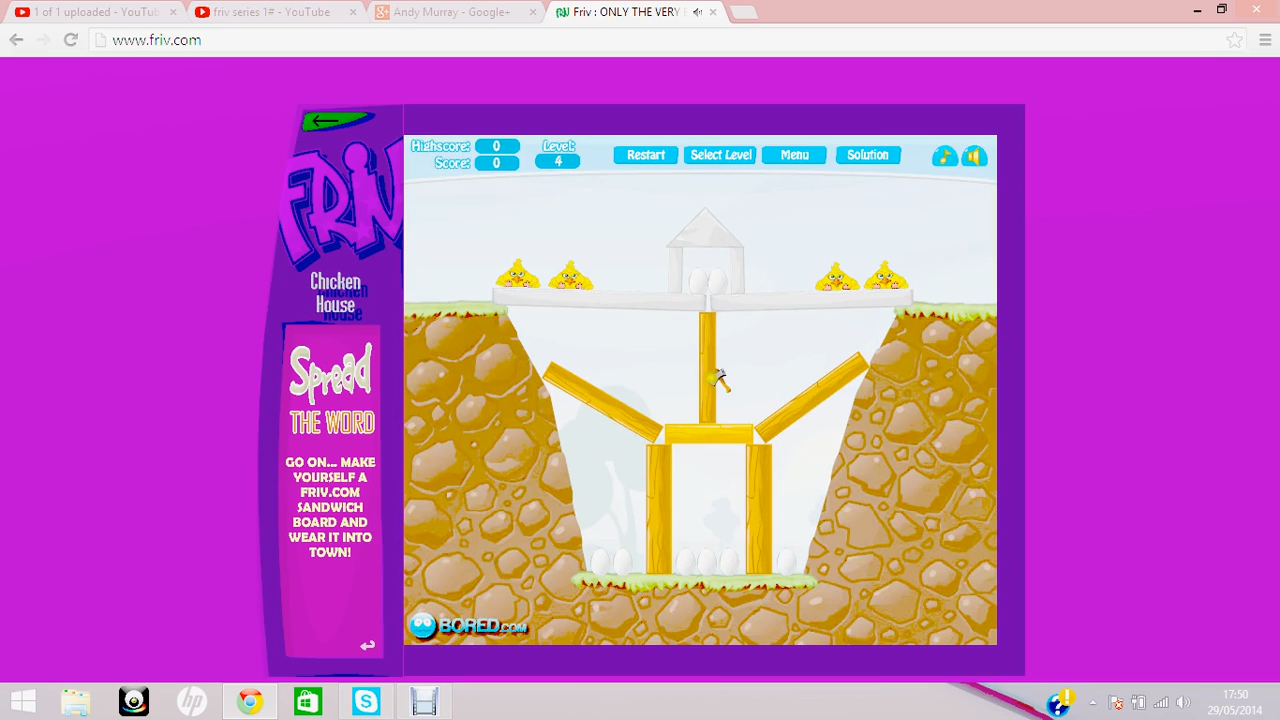 1 of 1 uploaded - YouTub
friv series 1# - YouTube
Andy Murray - Google+
Friv : ONLY THE VERY
www.friv.com
FRIV
Chicken
House
Spread
THE WORD
GO ON... MAKE
YOURSELF A
FRIV.COM
SANDWICH
BOARD AND
WEAR IT INTO
TOWN!
Highscore: 0
Score: 0
Level:
4
Restart
Select Level
Menu
Solution
BORED.COM
hp
17:50
29/05/2014